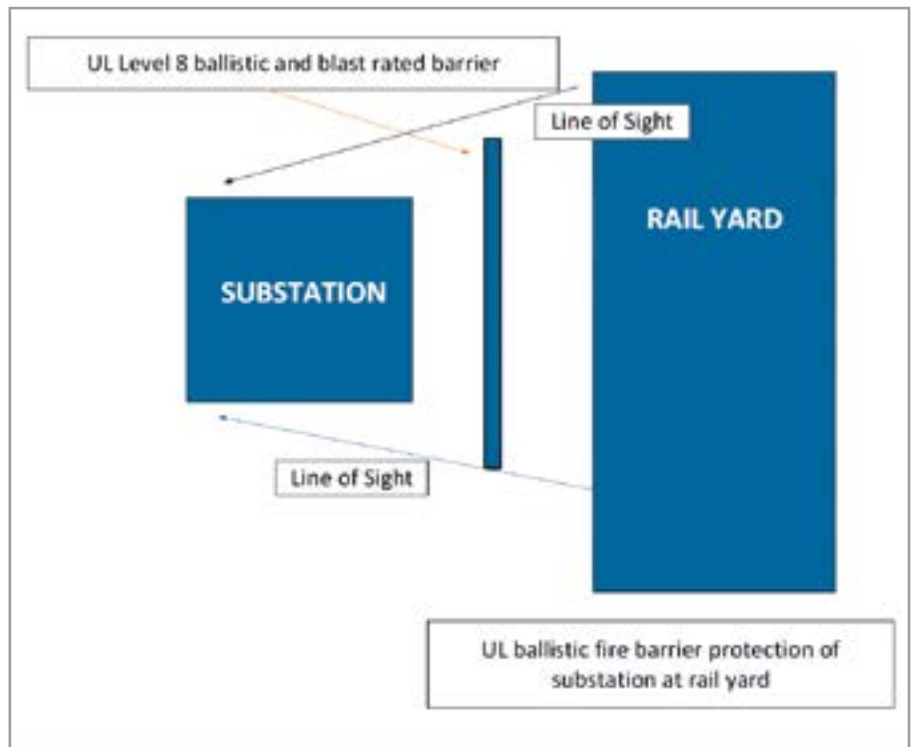 UL Level 8 ballistic and blast rated barrier
Line of Sight
RAIL YARD
SUBSTATION
Line of Sight
UL ballistic fire barrier protection of
substation at rail yard